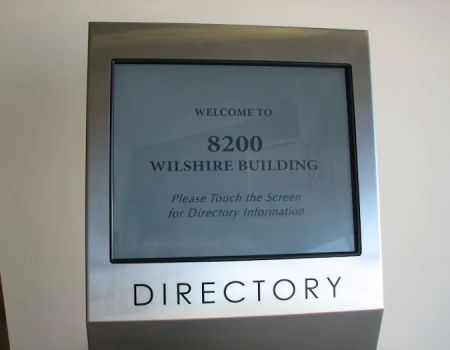 WELCOME TO
8200
WILSHIRE BUILDING
Please Touch the Screen
for Directory Information
DIRECTORY